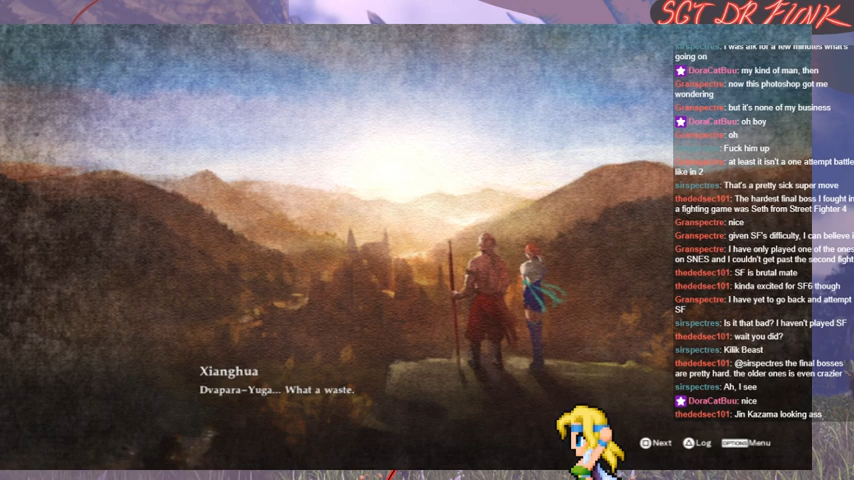 SGT DR FUNK
sirspectres: I was afk for a few minutes what's
going on
DoraCatBuu: my kind of man, then
Granspectre: now this photoshop got me
wondering
Granspectre: but it's none of my business
DoraCatBuu: oh boy
Granspectre: oh
: Fuck him up
Granspectre: at least it isn't a one attempt battle
like in 2
sirspectres: That's a pretty sick super move
thededsec101: The hardest final boss I fought in
a fighting game was Seth from Street Fighter 4
Granspectre: nice
Granspectre: given SF's difficulty, I can believe i
Granspectre: I have only played one of the ones
on SNES and I couldn't get past the second fight
thededsec101: SF is brutal mate
thededsec101: kinda excited for SF6 though
Granspectre: I have yet to go back and attempt
SF
sirspectres: Is it that bad? I haven't played SF
thededsec101: wait you did?
sirspectres: Kilik Beast
thededsec101: @sirspectres the final bosses
are pretty hard. the older ones is even crazier
sirspectres: Ah, I see
DoraCatBuu: nice
thededsec101: Jin Kazama looking ass
Xianghua
Dvapara-Yuga... What a waste.
Next Log OPTIONS Menu